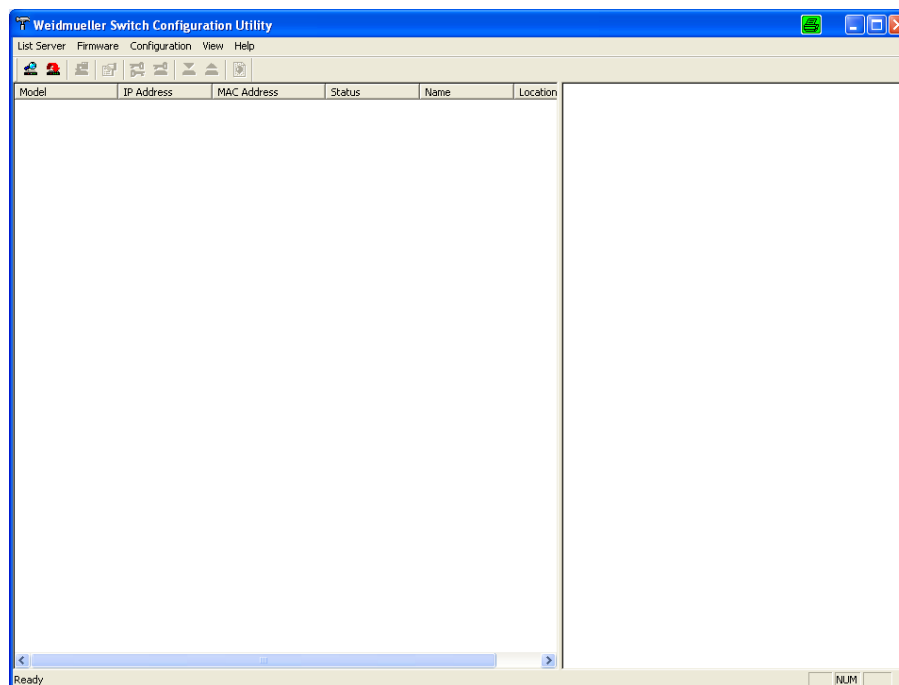 Weidmueller Switch Configuration Utility
List Server Firmware Configuration View Help
Model IP Address MAC Address Status Name Location
Ready NUM